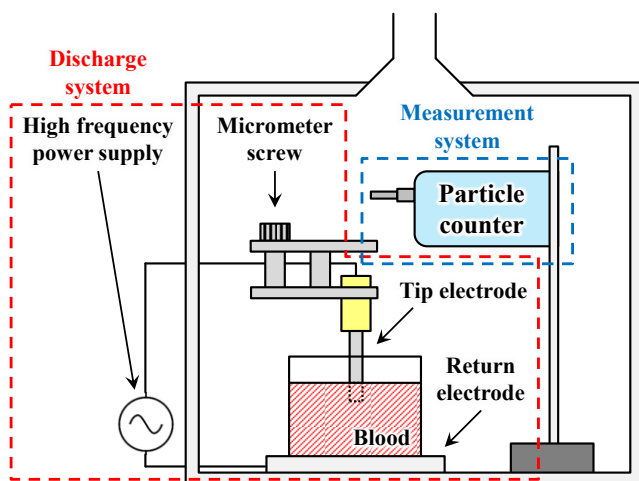 Discharge
system
High frequency
power supply
Micrometer
screw
Measurement
system
Particle
counter
Tip electrode
Return
electrode
Blood